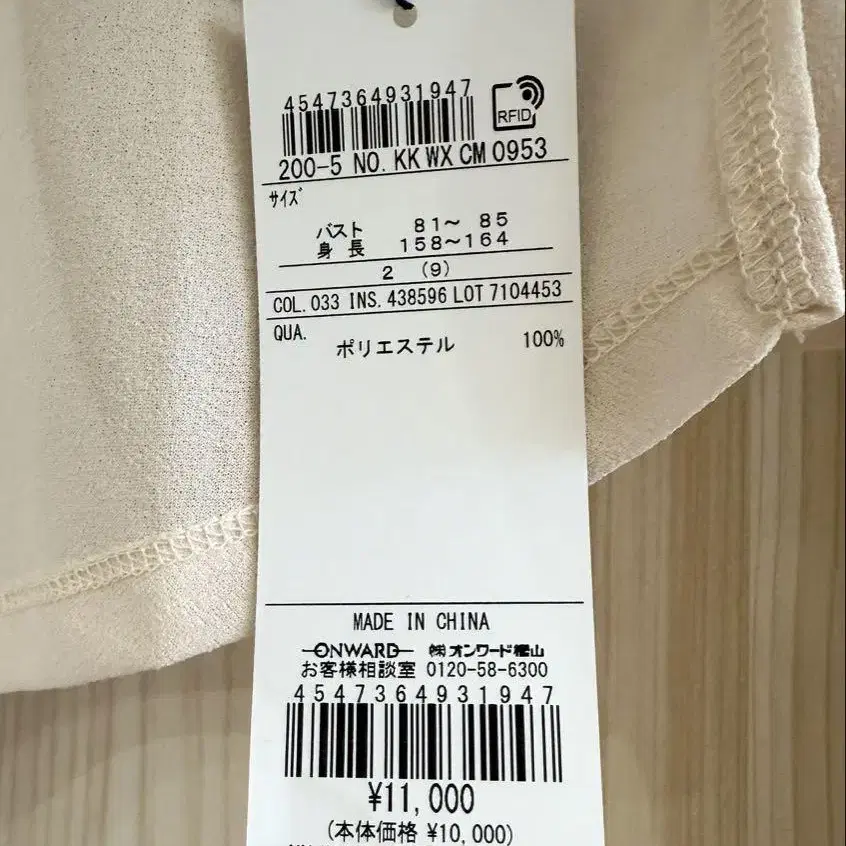 4547364931947
RFID
200-5 NO. KK WX CM 0953
サイズ
バスト 81～ 85
身長 158～164
2 (9)
COL. 033 INS. 438596 LOT 7104453
QUA.
ポリエステル 100%
MADE IN CHINA
ONWARD ㈱オンワード樫山
お客様相談室 0120-58-6300
4547364931947
¥11,000
(本体価格 ¥10,000)